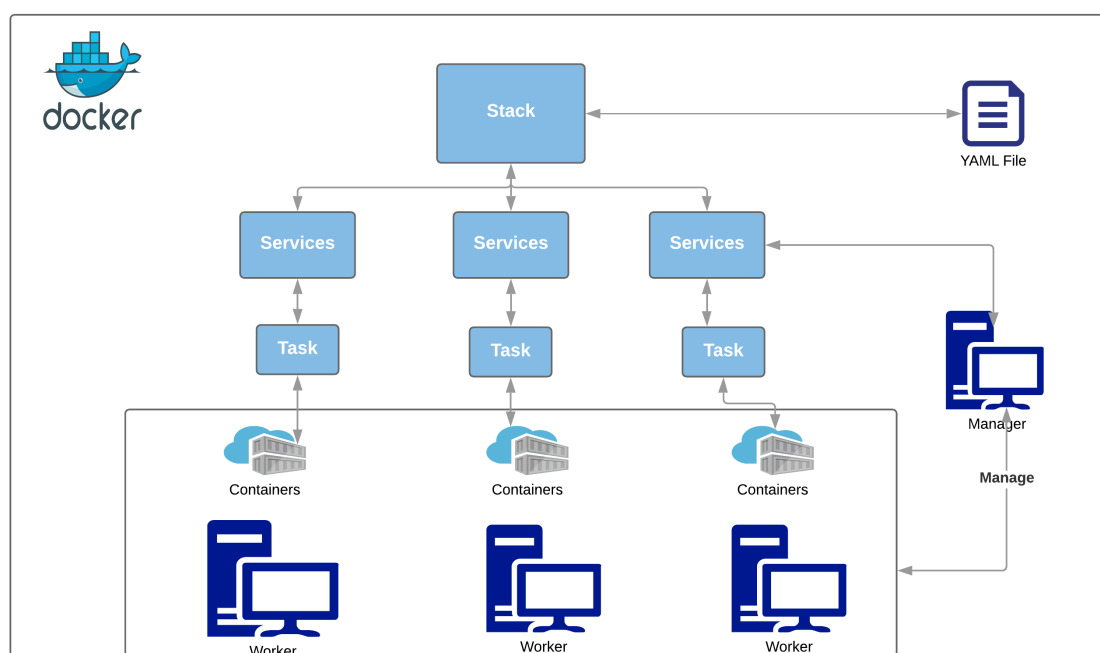 docker
Stack
YAML File
Services
Services
Services
Task
Task
Task
Manager
Containers
Containers
Containers
Manage
Worker
Worker
Worker